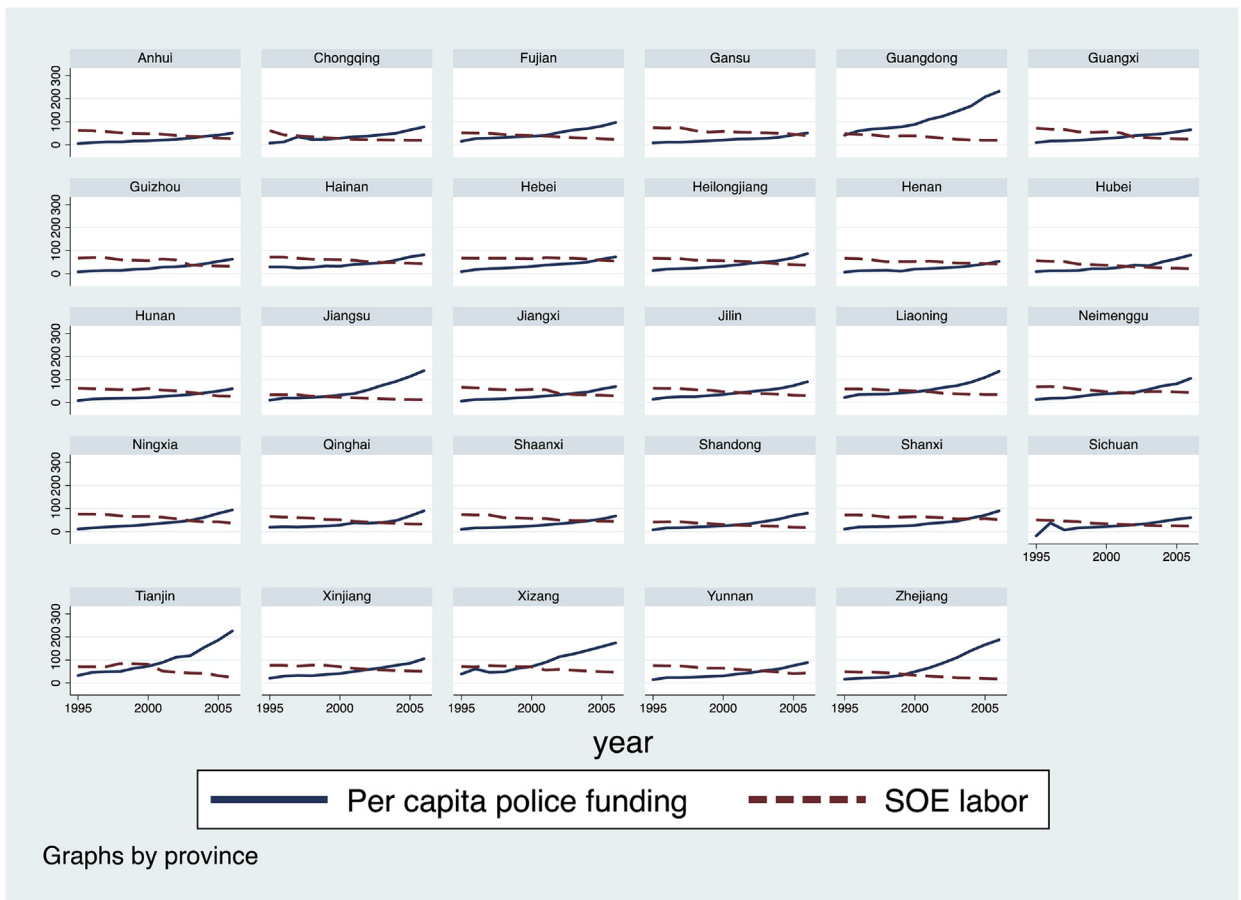 Anhui Chongqing Fujian Gansu Guangdong Guangxi
0 100 200 300
Guizhou Hainan Hebei Heilongjiang Henan Hubei
0 100 200 300
Hunan Jiangsu Jiangxi Jilin Liaoning Neimenggu
0 100 200 300
Ningxia Qinghai Shaanxi Shandong Shanxi Sichuan
0 100 200 300
1995 2000 2005
Tianjin Xinjiang Xizang Yunnan Zhejiang
0 100 200 300
1995 2000 2005 1995 2000 2005 1995 2000 2005 1995 2000 2005 1995 2000 2005
year
Per capita police funding SOE labor
Graphs by province